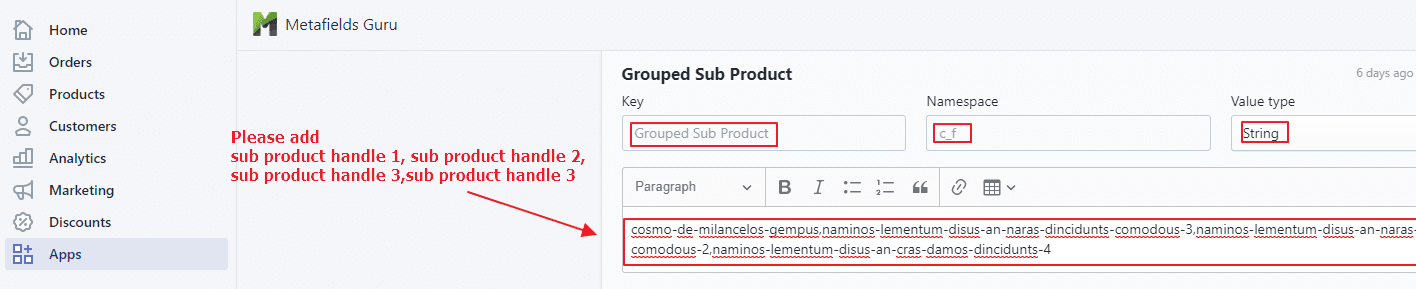 Metafields Guru
Home
Orders
Products
Customers
Analytics
Marketing
Discounts
Apps
Please add
sub product handle 1, sub product handle 2,
sub product handle 3,sub product handle 3
Grouped Sub Product
6 days ago
Key
Namespace
Value type
Grouped Sub Product
c_f
String
Paragraph
B I
cosmo-de-milancelos-gempus,naminos-lementum-disus-an-naras-dincidunts-comodous-3,naminos-lementum-disus-an-naras-
comodous-2,naminos-lementum-disus-an-cras-damos-dincidunts-4